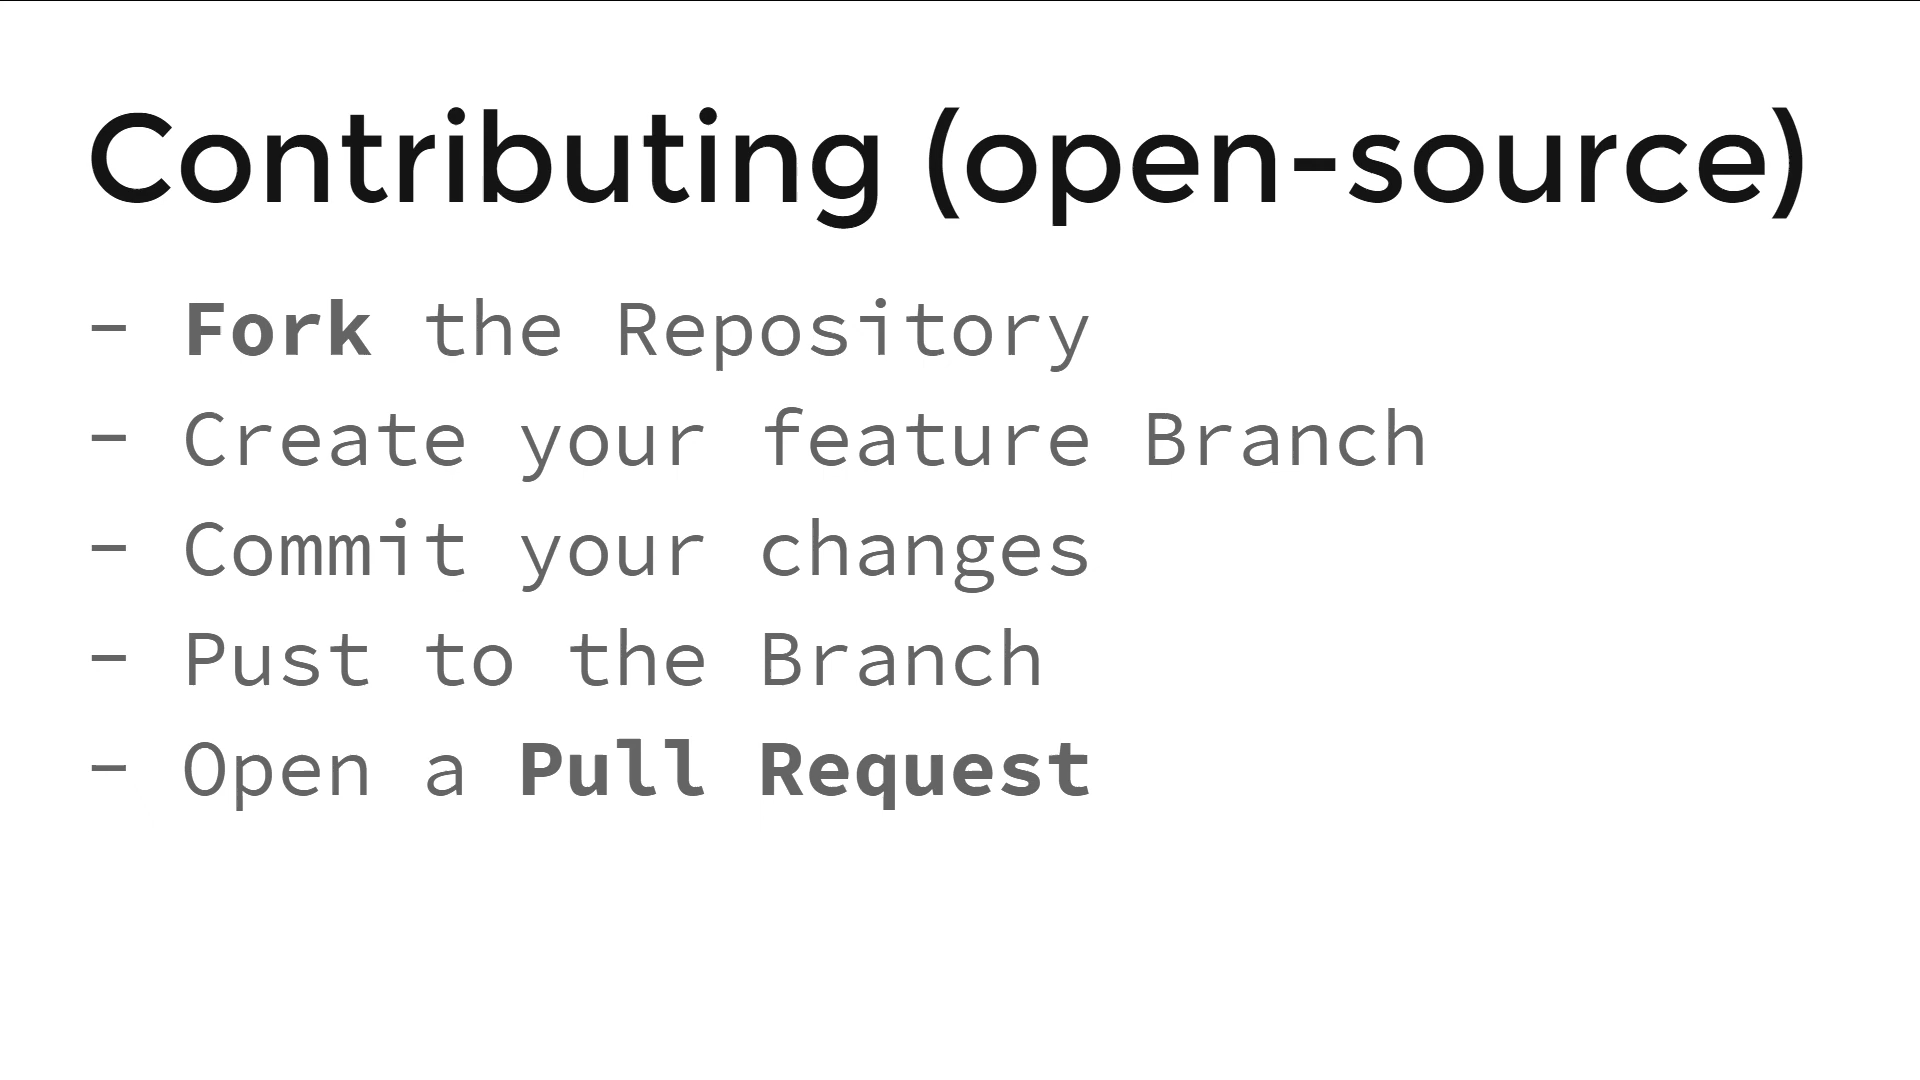 Contributing (open-source)
- Fork the Repository
- Create your feature Branch
- Commit your changes
- Pust to the Branch
- Open a Pull Request